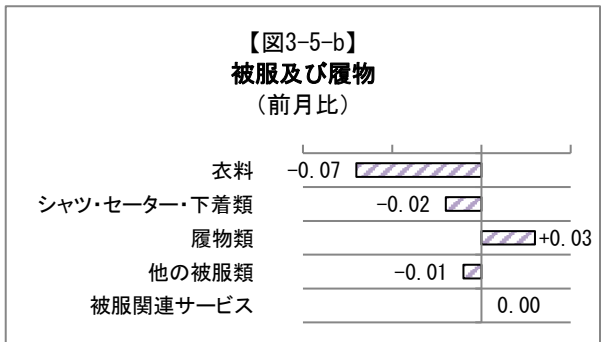 【図3-5-b】
被服及び履物
（前月比）
衣料 -0.07
シャツ・セーター・下着類 -0.02
履物類 +0.03
他の被服類 -0.01
被服関連サービス 0.00